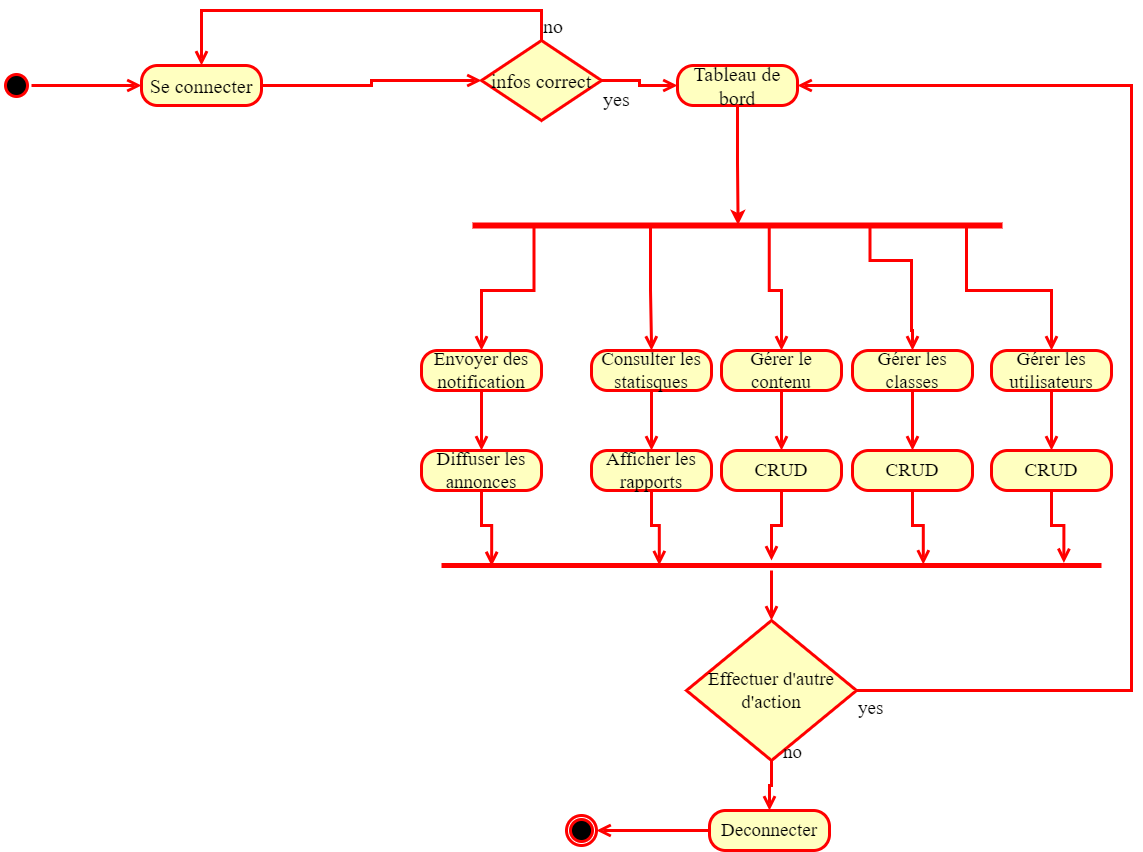 no
Se connecter
infos correct
yes
Tableau de
bord
Envoyer des
notification
Consulter les
statisques
Gérer le
contenu
Gérer les
classes
Gérer les
utilisateurs
Diffuser les
annonces
Afficher les
rapports
CRUD
CRUD
CRUD
Effectuer d'autre
d'action
yes
no
Deconnecter